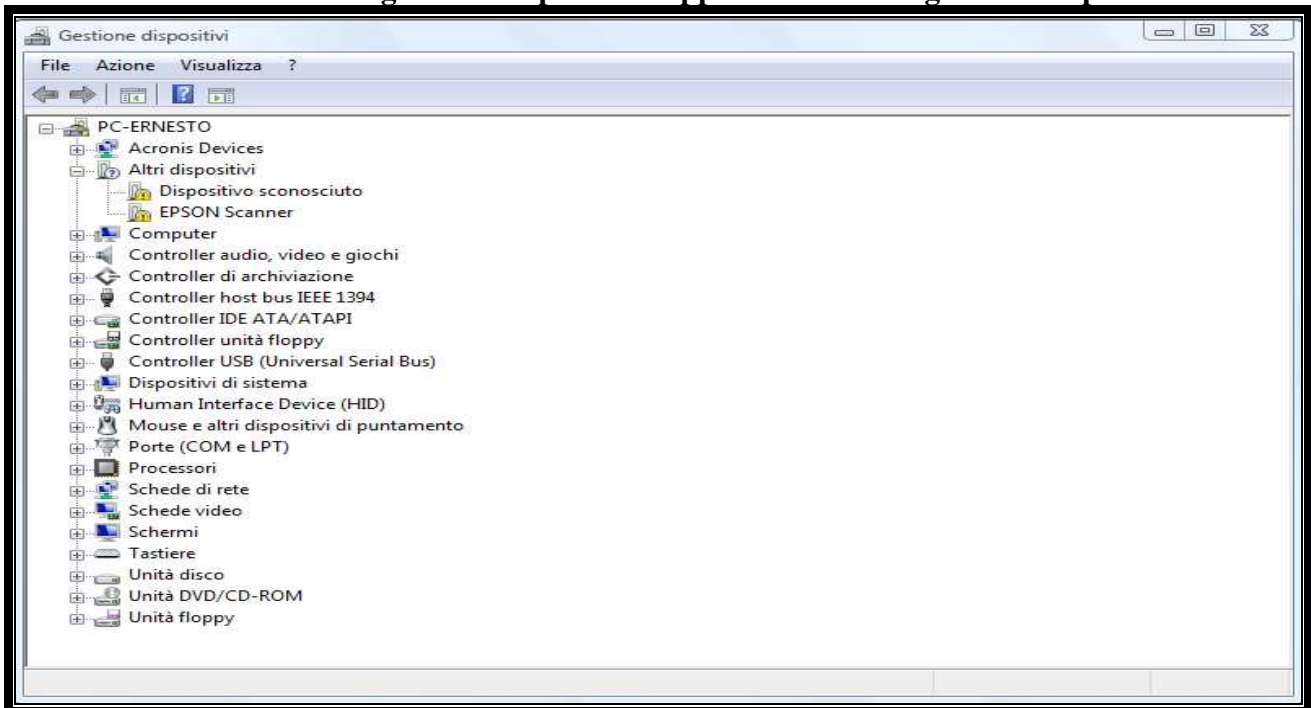 Gestione dispositivi
File Azione Visualizza ?
PC-ERNESTO
Acronis Devices
Altri dispositivi
Dispositivo sconosciuto
EPSON Scanner
Computer
Controller audio, video e giochi
Controller di archiviazione
Controller host bus IEEE 1394
Controller IDE ATA/ATAPI
Controller unità floppy
Controller USB (Universal Serial Bus)
Dispositivi di sistema
Human Interface Device (HID)
Mouse e altri dispositivi di puntamento
Porte (COM e LPT)
Processori
Schede di rete
Schede video
Schermi
Tastiere
Unità disco
Unità DVD/CD-ROM
Unità floppy